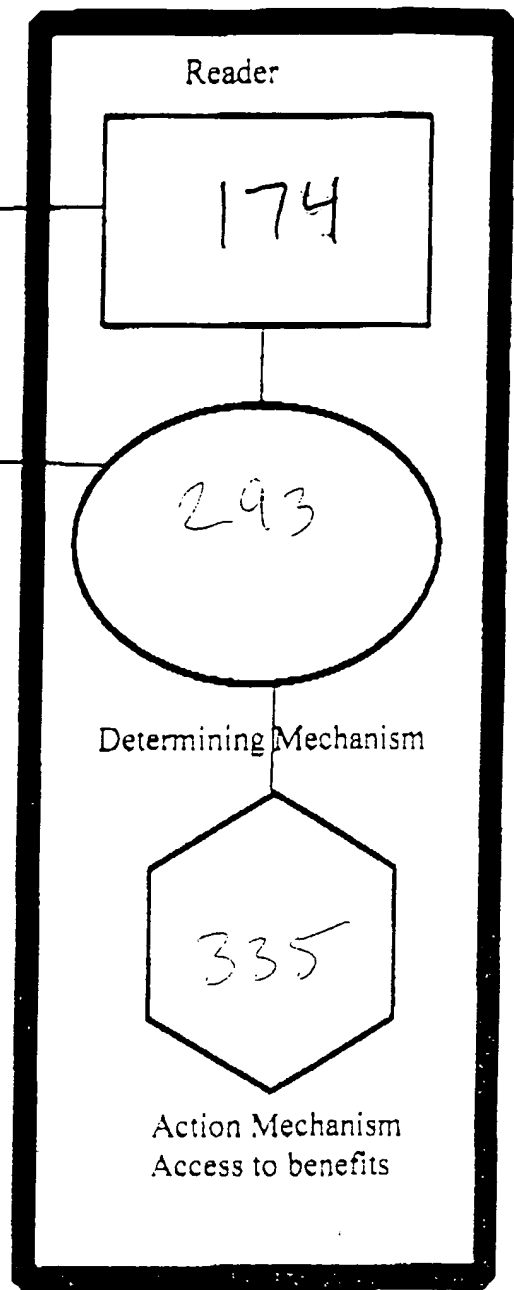 Reader
174
293
Determining Mechanism
335
Action Mechanism
Access to benefits